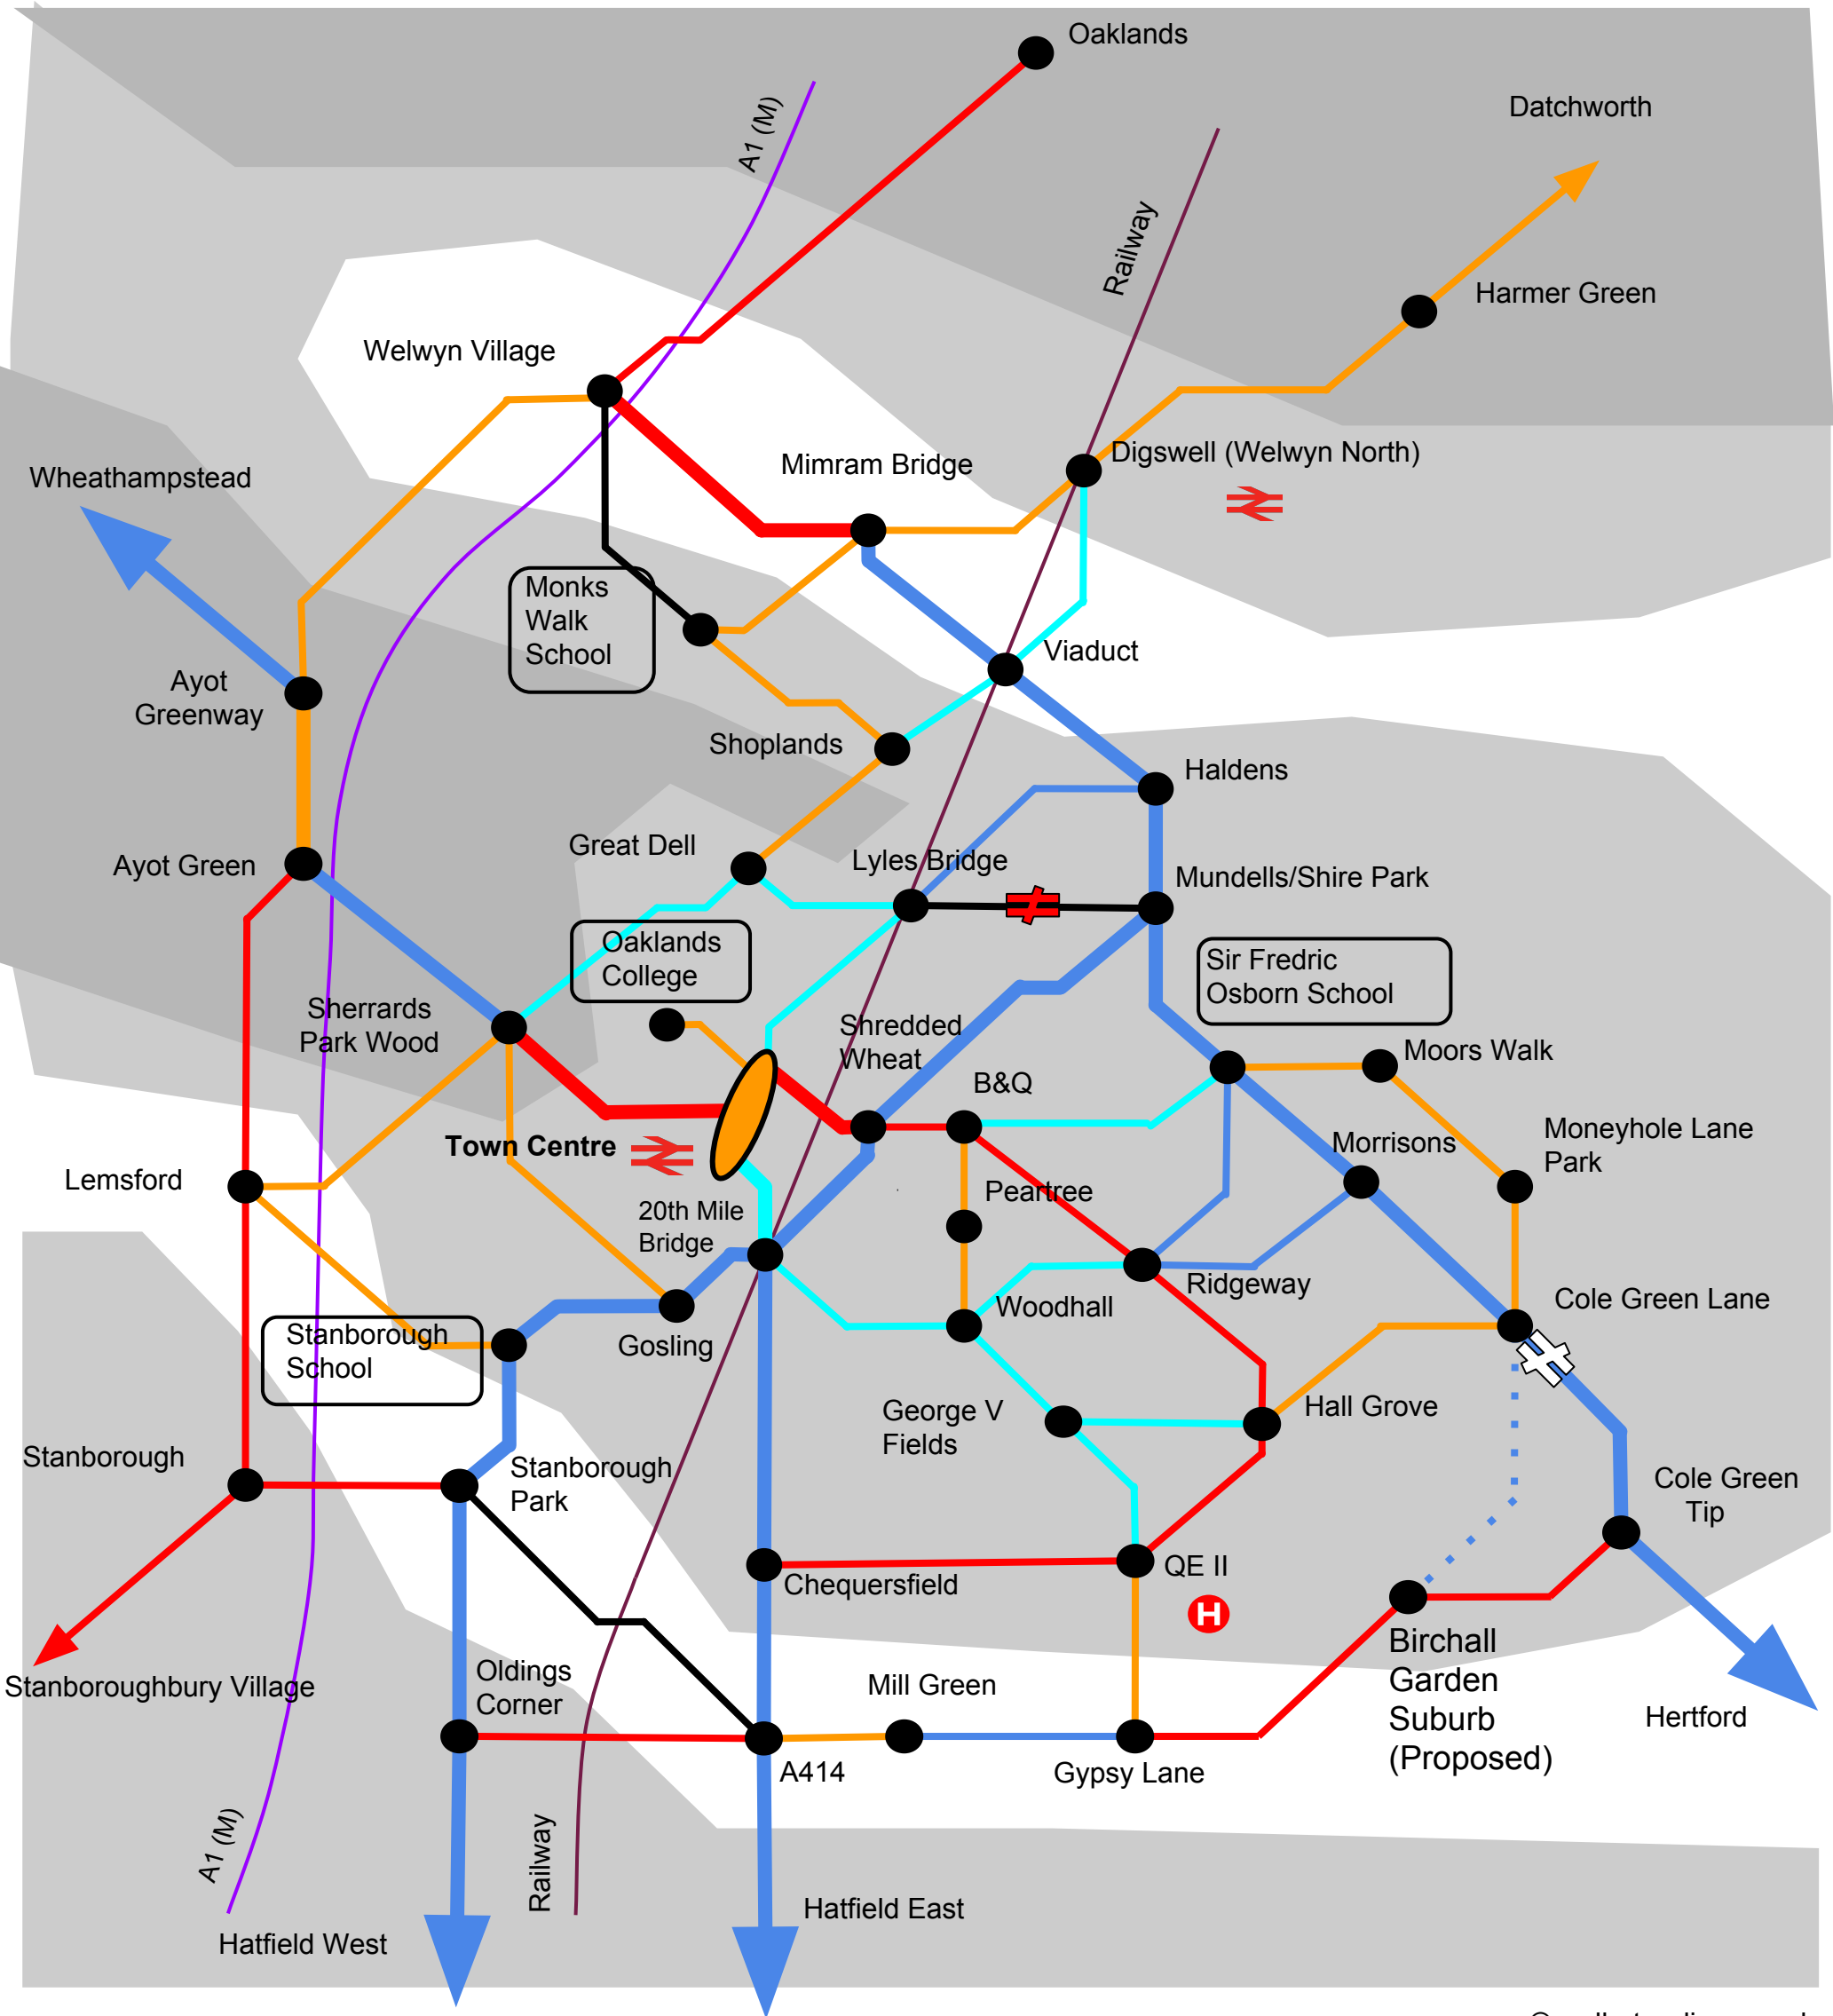 Oaklands
Datchworth
A1 (M)
Railway
Harmer Green
Welwyn Village
Digswell (Welwyn North)
Mimram Bridge
Wheathampstead
Monks
Walk
School
Viaduct
Ayot
Greenway
Shoplands
Haldens
Great Dell
Lyles Bridge
Ayot Green
Mundells/Shire Park
Oaklands
College
Sir Fredric
Osborn School
Sherrards
Park Wood
Shredded
Wheat
Moors Walk
B&Q
Town Centre
Morrisons
Moneyhole Lane
Park
Lemsford
Peartree
20th Mile
Bridge
Ridgeway
Woodhall
Cole Green Lane
Stanborough
School
Gosling
George V
Fields
Hall Grove
Stanborough
Stanborough
Park
Cole Green
Tip
QE II
Chequersfield
H
Birchall
Garden
Suburb
(Proposed)
Stanboroughbury Village
Oldings
Corner
Mill Green
Hertford
A414
Gypsy Lane
A1 (M)
Railway
Hatfield East
Hatfield West